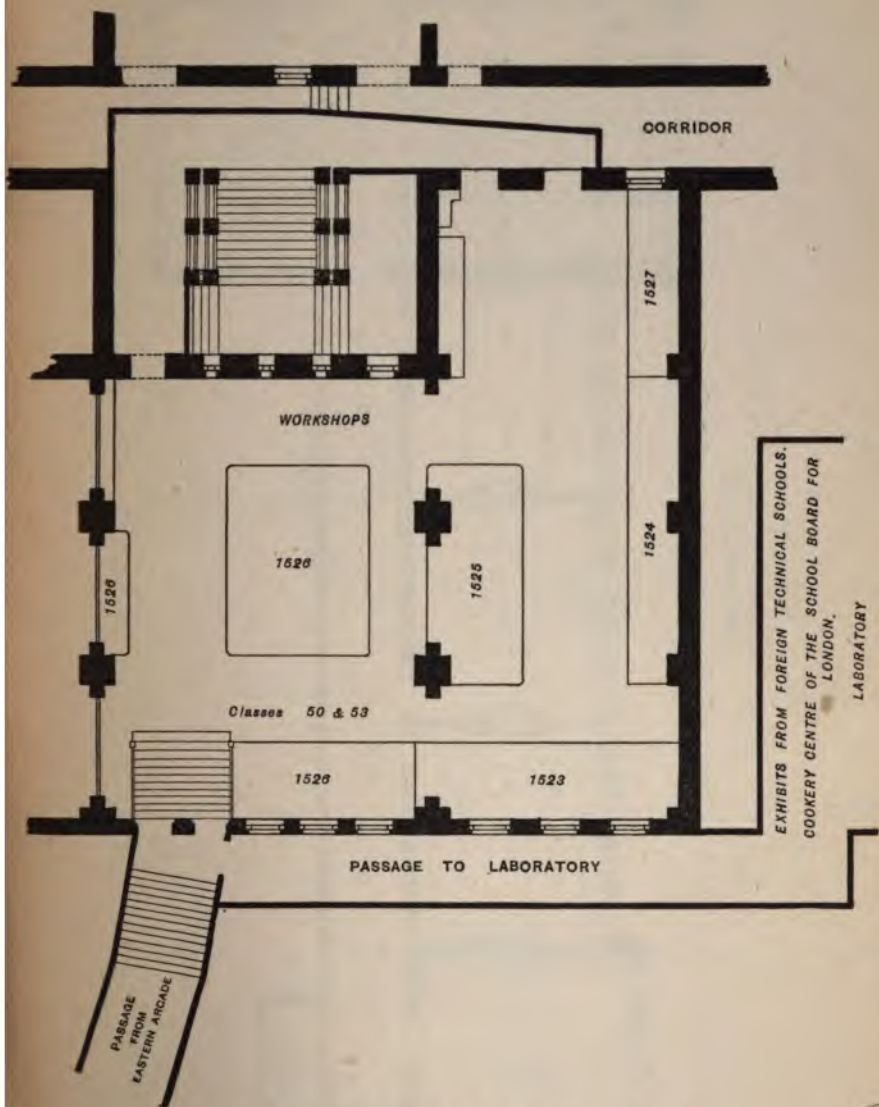 CORRIDOR
1527
WORKSHOPS
1526
1526
1525
1524
Classes 50 & 53
1526
1523
EXHIBITS FROM FOREIGN TECHNICAL SCHOOLS.
COOKERY CENTRE OF THE SCHOOL BOARD FOR
LONDON.
LABORATORY
PASSAGE TO LABORATORY
PASSAGE
FROM
EASTERN ARCADE